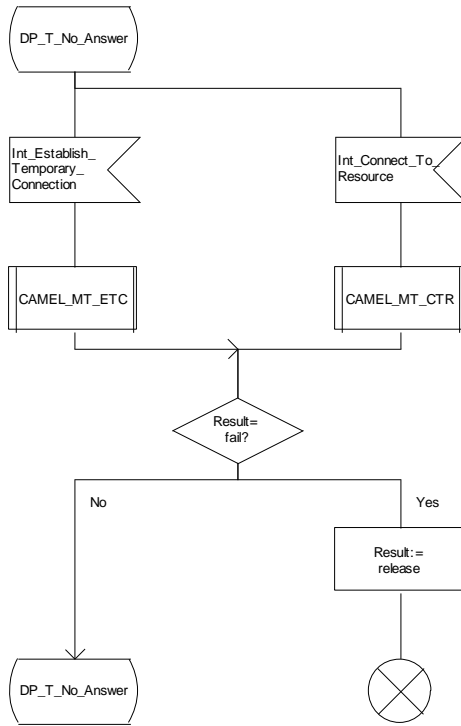 DP_T_No_Answer
Int_Establish_
Temporary_
Connection
Int_Connect_To_
Resource
CAMEL_MT_ETC
CAMEL_MT_CTR
Result=
fail?
No
Yes
Result:=
release
DP_T_No_Answer